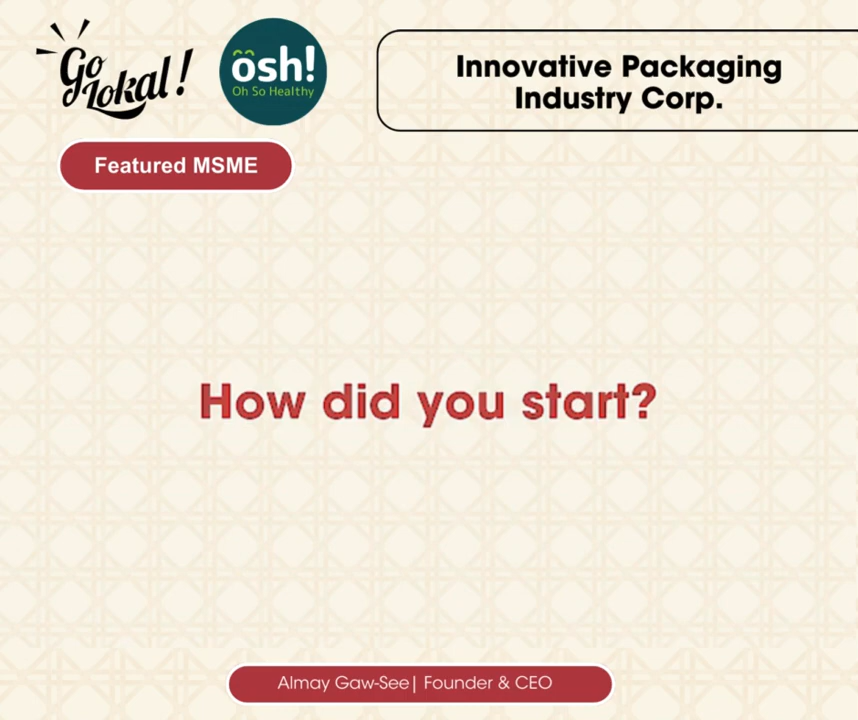 Go
Lokal!
ôsh!
Oh So Healthy
Innovative Packaging
Industry Corp.
Featured MSME
How did you start?
Almay Gaw-See| Founder & CEO